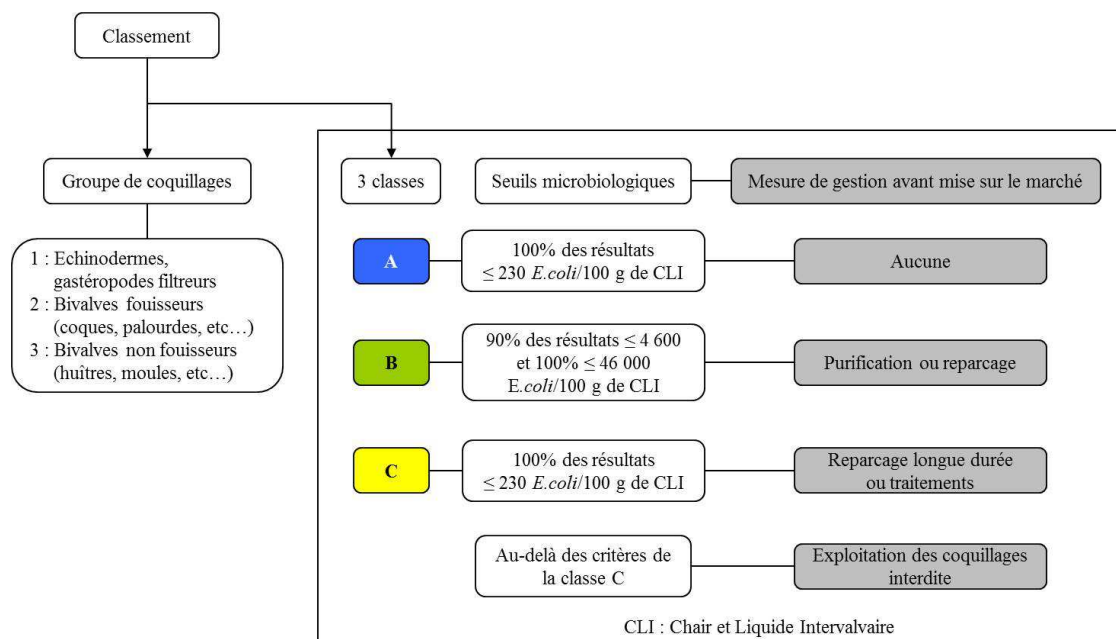 Classement
Groupe de coquillages
3 classes
Seuils microbiologiques
Mesure de gestion avant mise sur le marché
1 : Echinodermes,
gastéropodes filtreurs
2 : Bivalves fouisseurs
(coques, palourdes, etc…)
3 : Bivalves non fouisseurs
(huîtres, moules, etc…)
A
100% des résultats
≤ 230 E.coli/100 g de CLI
Aucune
B
90% des résultats ≤ 4 600
et 100% ≤ 46 000
E.coli/100 g de CLI
Purification ou reparcage
C
100% des résultats
≤ 230 E.coli/100 g de CLI
Reparcage longue durée
ou traitements
Au-delà des critères de
la classe C
Exploitation des coquillages
interdite
CLI : Chair et Liquide Intervalvaire